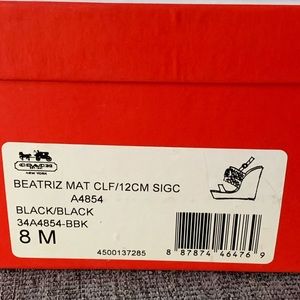 COACH
NEW YORK
BEATRIZ MAT CLF/12CM SIGC
A4854
BLACK/BLACK
34A4854-BBK
8 M
4500137285
8 87874 46476 9